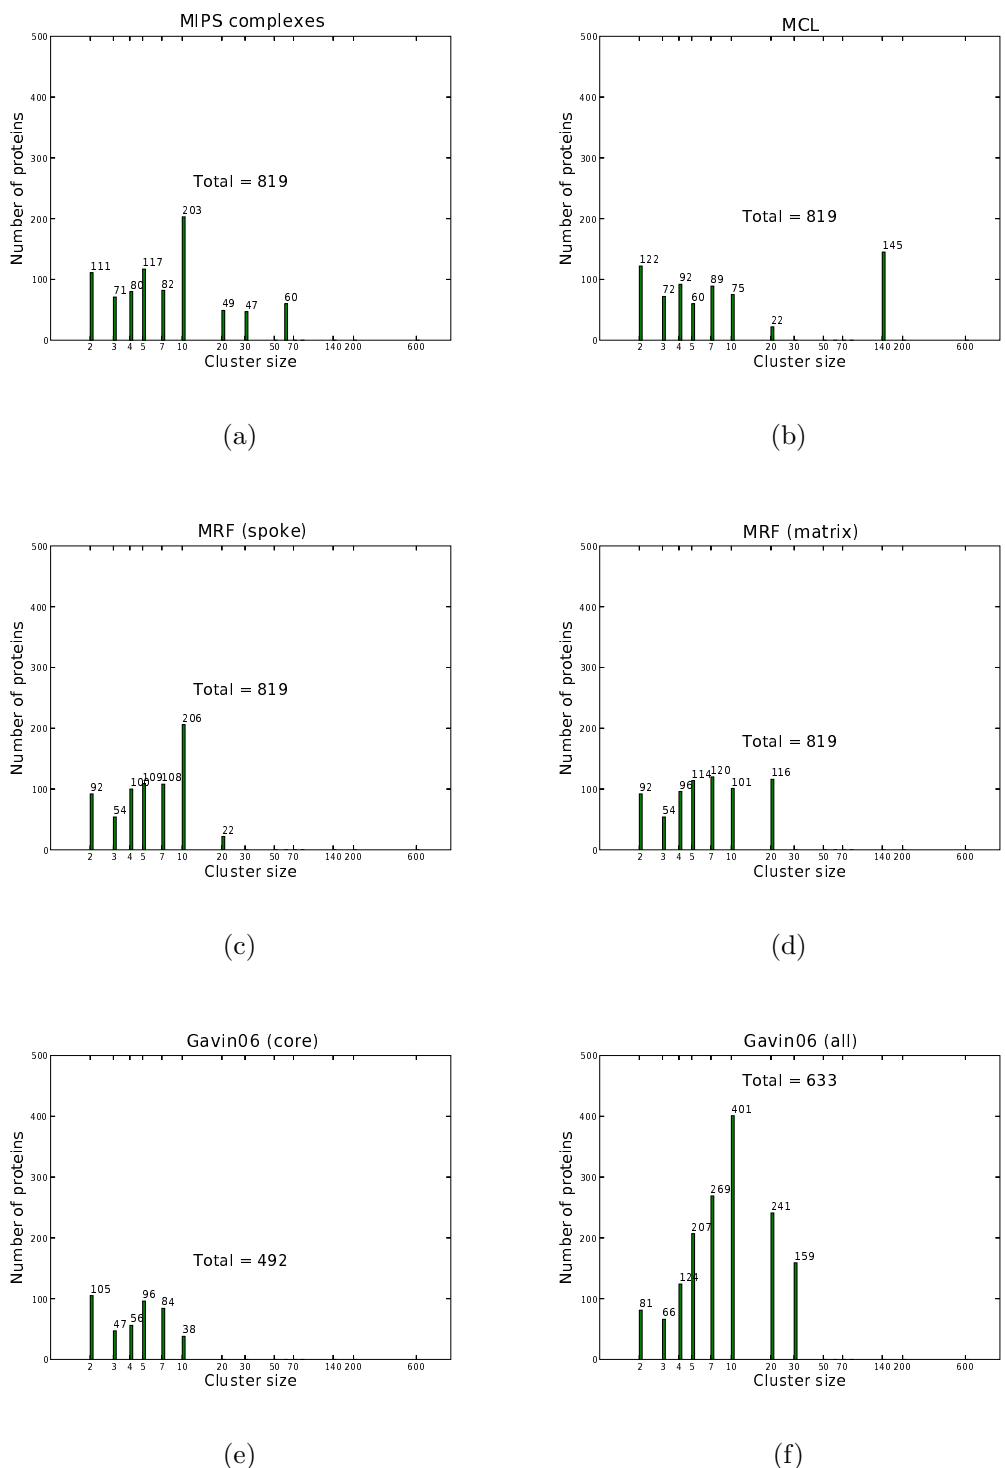 MIPS complexes
500
400
300
200
100
0
Number of proteins
Total = 819
111
71
80
117
82
203
49
47
60
2 3 4 5 7 10 20 30 50 70 140 200 600
Cluster size
(a)
MCL
500
400
300
200
100
0
Number of proteins
Total = 819
122
72
92
60
89
75
22
145
2 3 4 5 7 10 20 30 50 70 140 200 600
Cluster size
(b)
MRF (spoke)
500
400
300
200
100
0
Number of proteins
Total = 819
92
54
100
109
108
206
22
2 3 4 5 7 10 20 30 50 70 140 200 600
Cluster size
(c)
MRF (matrix)
500
400
300
200
100
0
Number of proteins
Total = 819
92
54
96
114
120
101
116
2 3 4 5 7 10 20 30 50 70 140 200 600
Cluster size
(d)
Gavin06 (core)
500
400
300
200
100
0
Number of proteins
Total = 492
105
47
56
96
84
38
2 3 4 5 7 10 20 30 50 70 140 200 600
Cluster size
(e)
Gavin06 (all)
500
400
300
200
100
0
Number of proteins
Total = 633
81
66
124
207
269
401
241
159
2 3 4 5 7 10 20 30 50 70 140 200 600
Cluster size
(f)